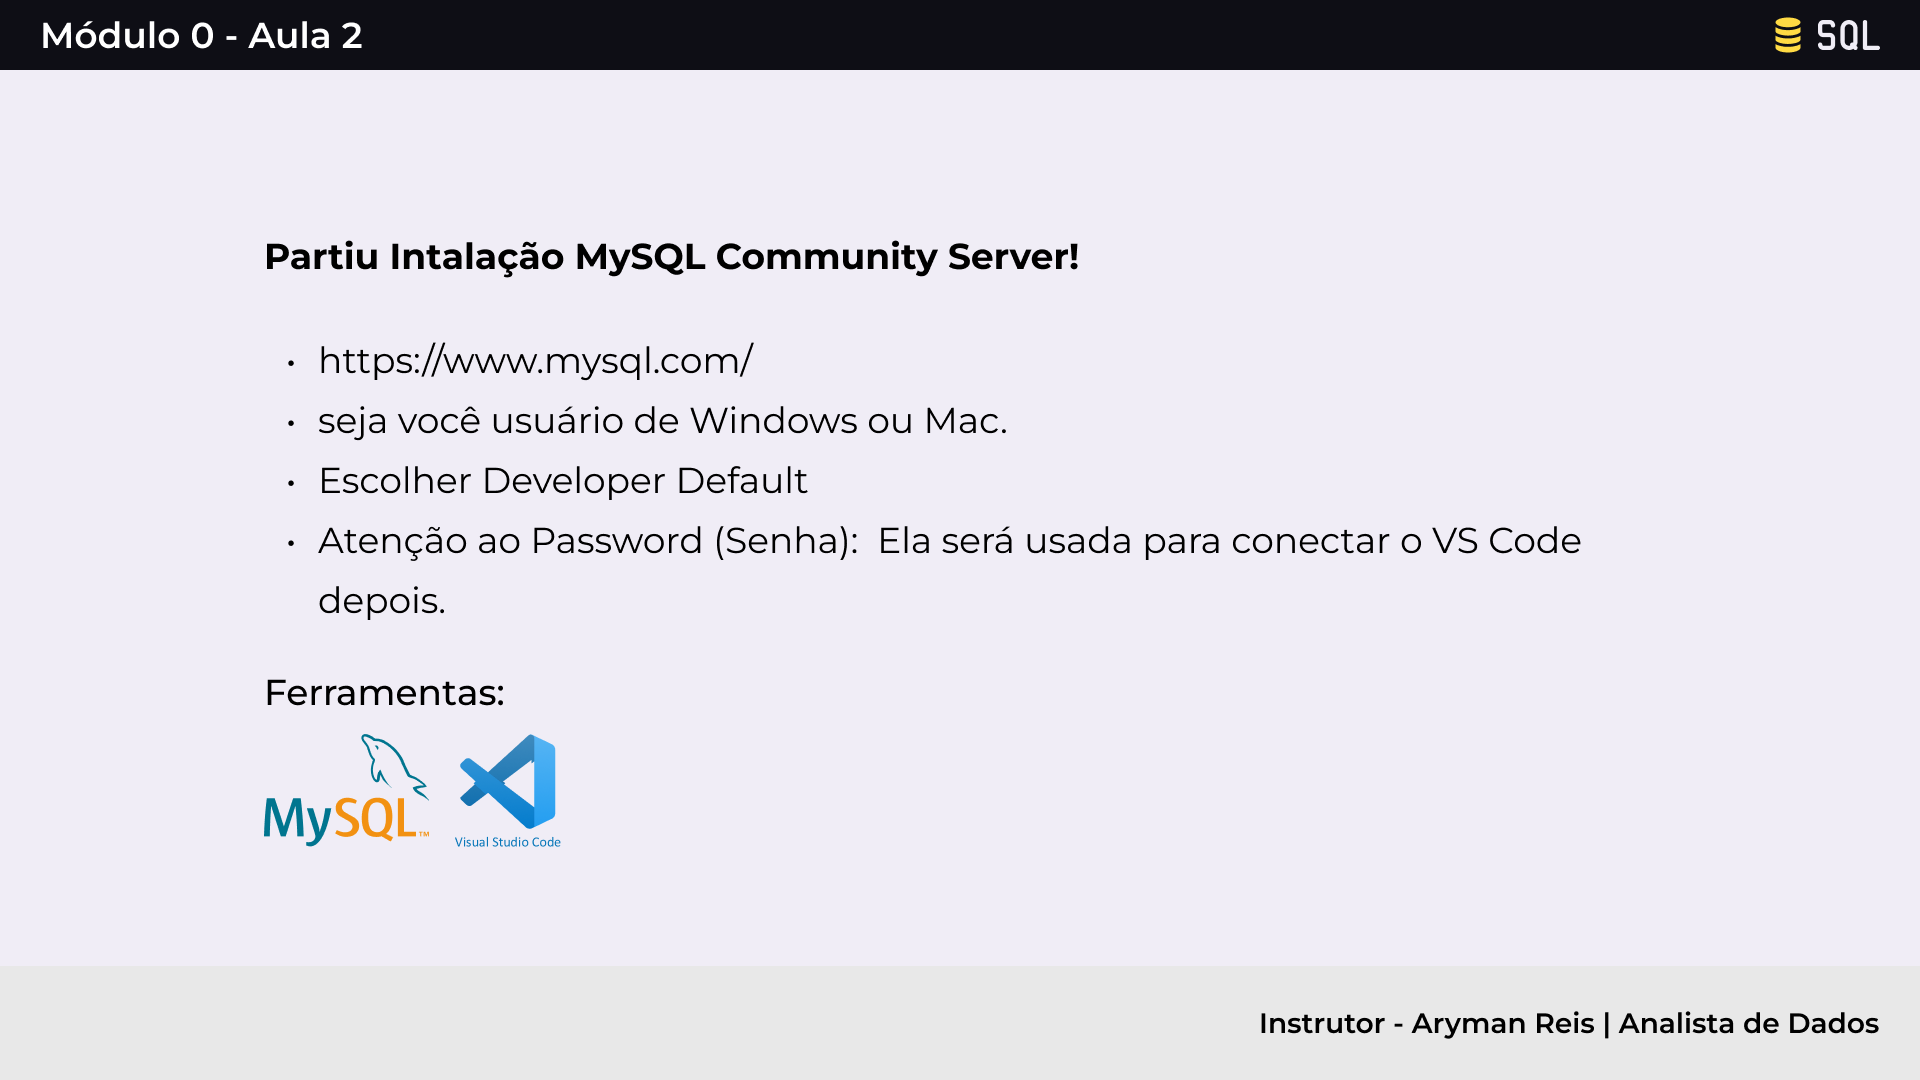 Módulo 0 - Aula 2
SQL
Partiu Intalação MySQL Community Server!
• https://www.mysql.com/
• seja você usuário de Windows ou Mac.
• Escolher Developer Default
• Atenção ao Password (Senha):  Ela será usada para conectar o VS Code
depois.
Ferramentas:
MySQL™
Visual Studio Code
Instrutor - Aryman Reis | Analista de Dados